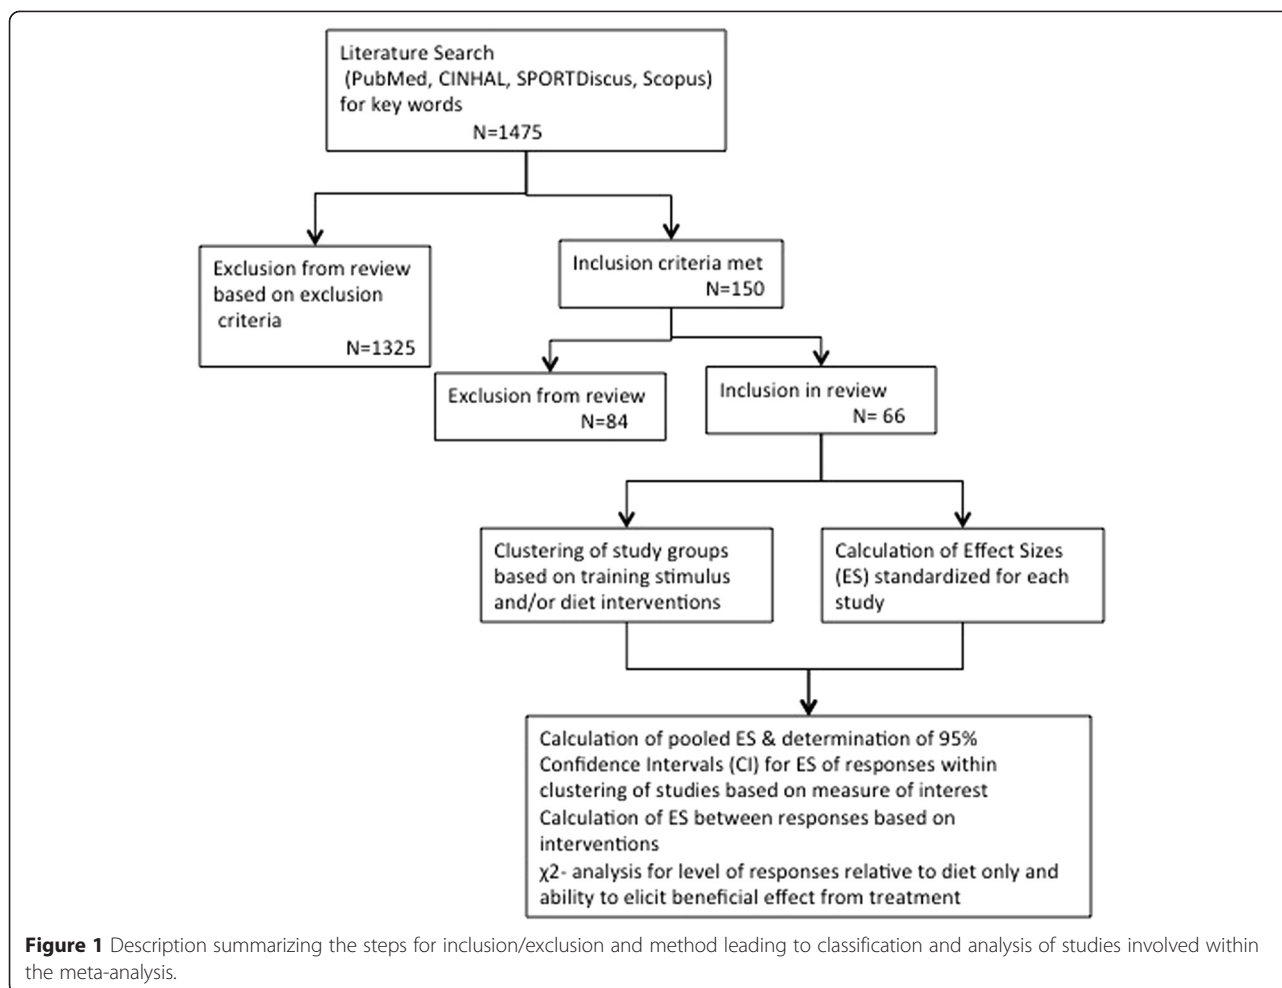 Literature Search
(PubMed, CINHAL, SPORTDiscus, Scopus)
for key words
N=1475
Exclusion from review
based on exclusion
criteria
N=1325
Inclusion criteria met
N=150
Exclusion from review
N=84
Inclusion in review
N= 66
Clustering of study groups
based on training stimulus
and/or diet interventions
Calculation of Effect Sizes
(ES) standardized for each
study
Calculation of pooled ES & determination of 95%
Confidence Intervals (CI) for ES of responses within
clustering of studies based on measure of interest
Calculation of ES between responses based on
interventions
χ2- analysis for level of responses relative to diet only and
ability to elicit beneficial effect from treatment
Figure 1 Description summarizing the steps for inclusion/exclusion and method leading to classification and analysis of studies involved within
the meta-analysis.